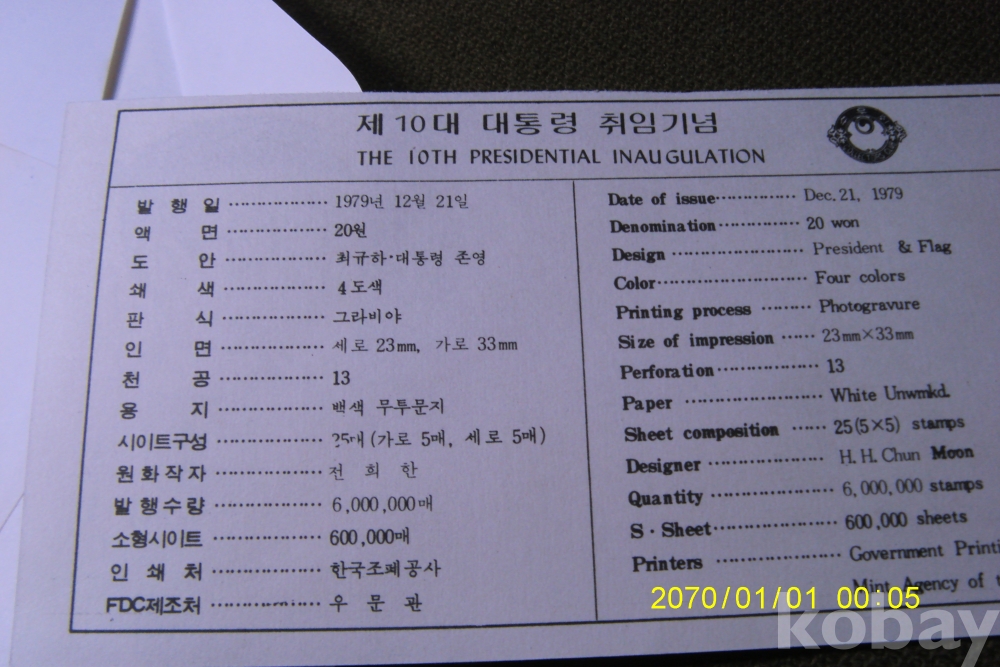 제10대 대통령 취임기념
THE 10TH PRESIDENTIAL INAUGULATION
발행일 ·················· 1979년 12월 21일
액면 ·················· 20원
도안 ·················· 최규하·대통령 존영
쇄색 ·················· 4도색
판식 ·················· 그라비야
인면 ·················· 세로 23mm, 가로 33mm
천공 ·················· 13
용지 ·················· 백색 무투문지
시이트구성 ·················· 25매 (가로 5매, 세로 5매)
원화작자 ·················· 전희한
발행수량 ·················· 6,000,000매
소형시이트 ·················· 600,000매
인쇄처 ·················· 한국조폐공사
FDC제조처 ·················· 우문관
Date of issue ·············· Dec. 21, 1979
Denomination ·············· 20 won
Design ·················· President & Flag
Color ·················· Four colors
Printing process ········· Photogravure
Size of impression ······ 23mm×33mm
Perforation ·················· 13
Paper ·················· White Unwmkd.
Sheet composition ······ 25(5×5) stamps
Designer ·················· H. H. Chun Moon
Quantity ·················· 6,000,000 stamps
S·Sheet ·················· 600,000 sheets
Printers ·················· Government Printi
Mint Agency of t
2070/01/01 00:05
kobay